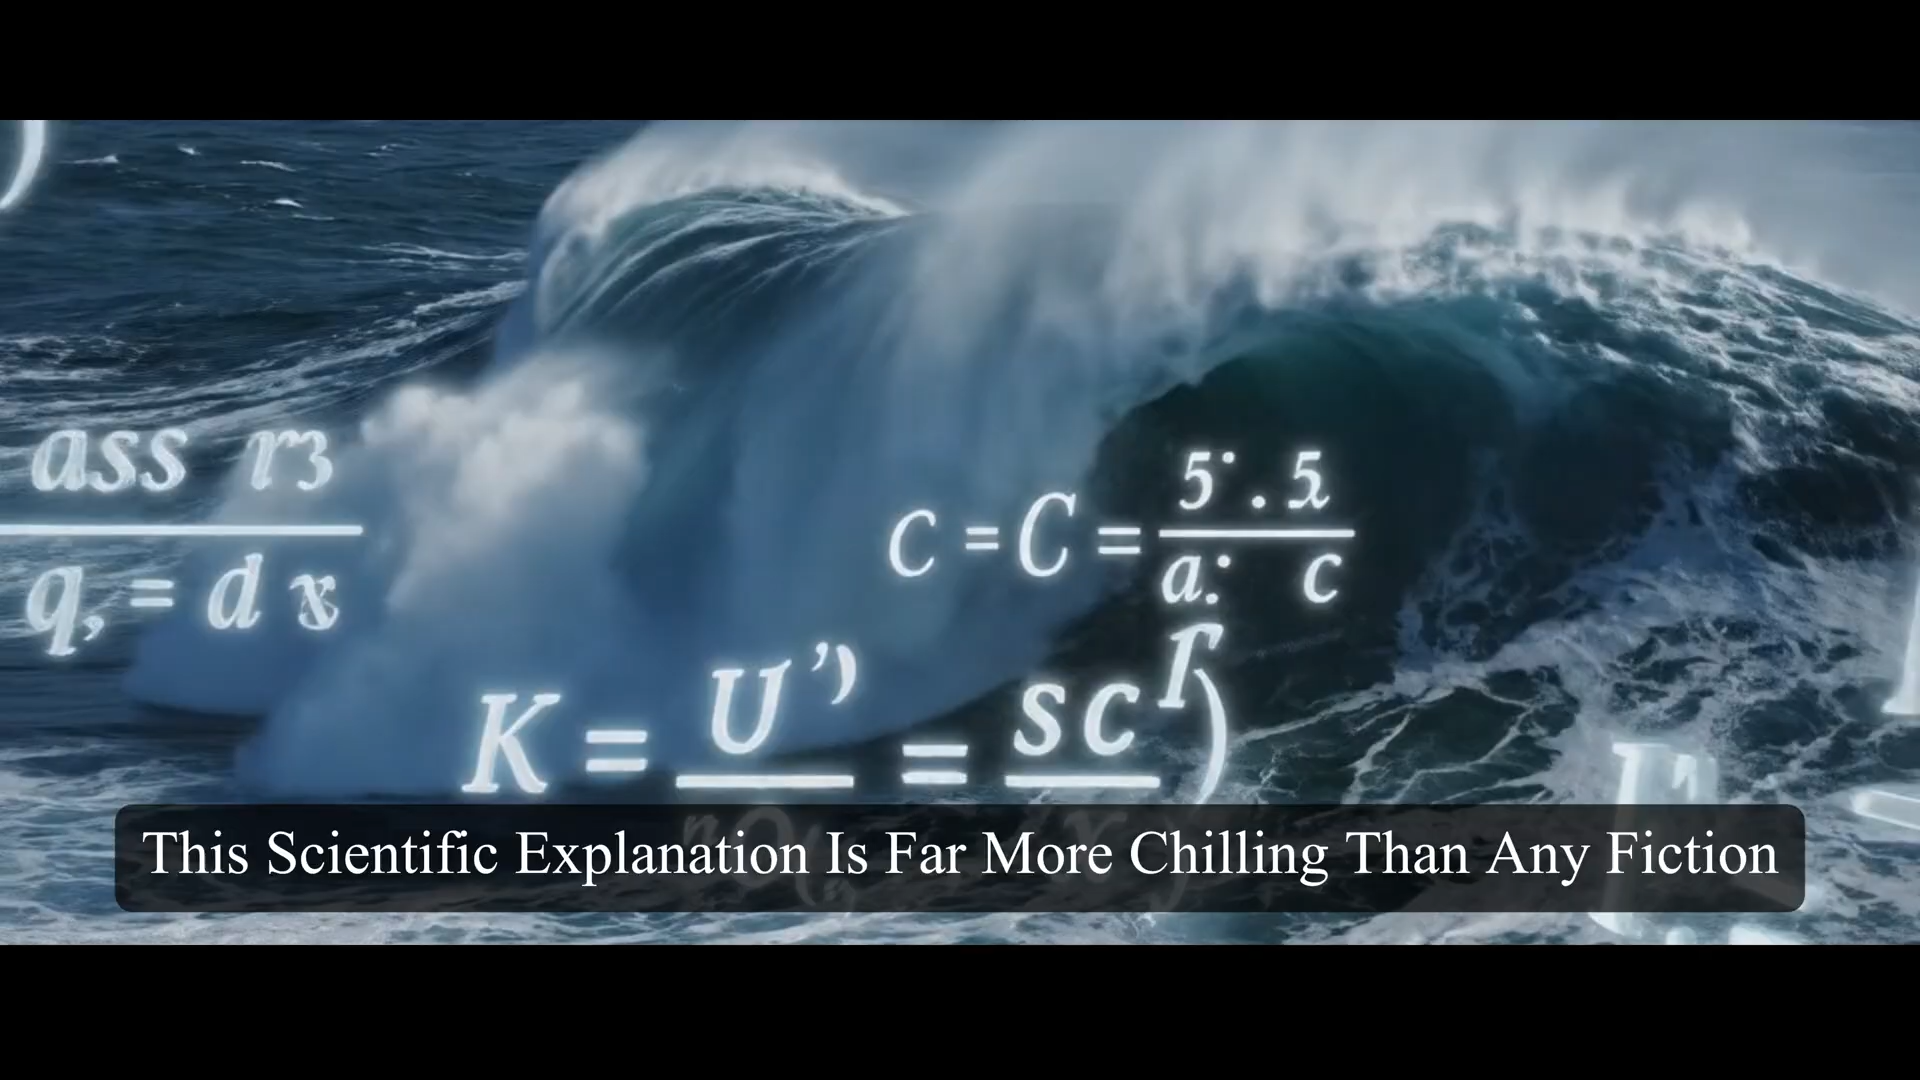 ass r3
q, = d x
c = C = 5· . 5
a: c
K = U’) = sc r)
This Scientific Explanation Is Far More Chilling Than Any Fiction